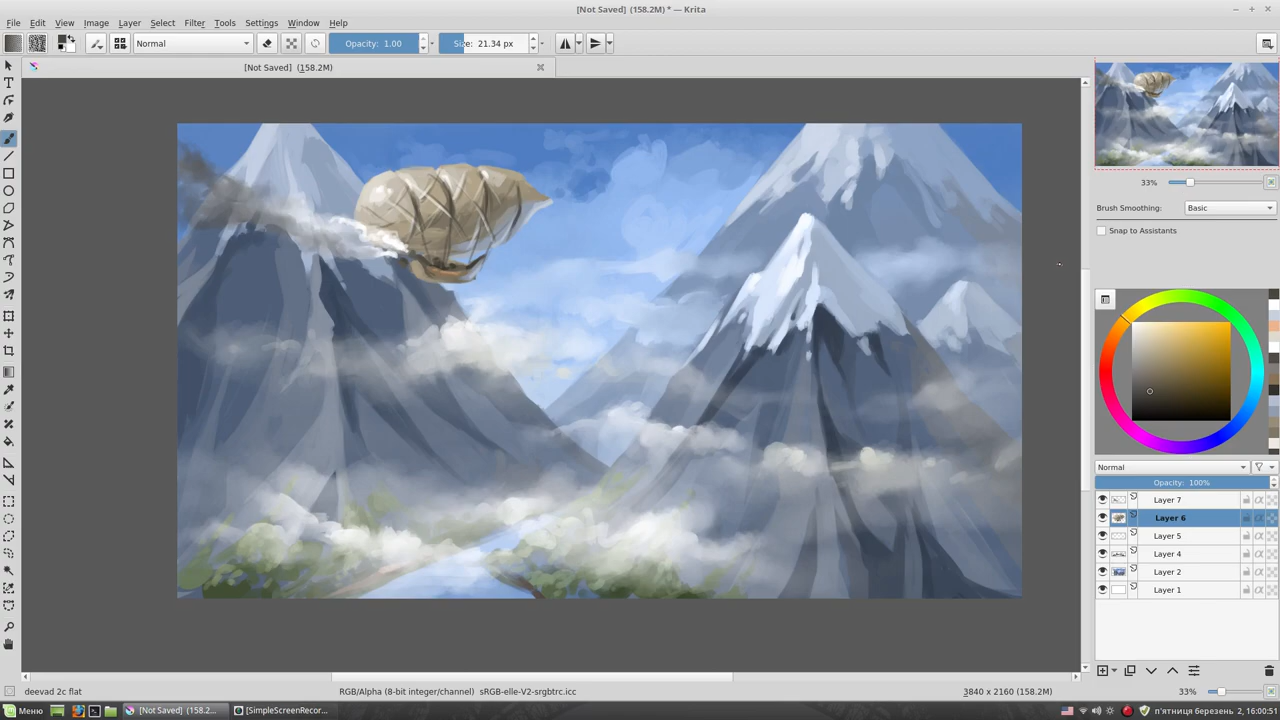 [Not Saved]  (158.2M) * — Krita
File Edit View Image Layer Select Filter Tools Settings Window Help
Normal Opacity: 1.00 Size: 21.34 px
[Not Saved]  (158.2M)
33%
Brush Smoothing: Basic
Snap to Assistants
Normal
Opacity: 100%
Layer 7
Layer 6
Layer 5
Layer 4
Layer 2
Layer 1
deevad 2c flat RGB/Alpha (8-bit integer/channel)  sRGB-elle-V2-srgbtrc.icc 3840 x 2160 (158.2M) 33%
Меню [Not Saved]  (158.2... [SimpleScreenRecor... п'ятниця березень  2, 16:00:51